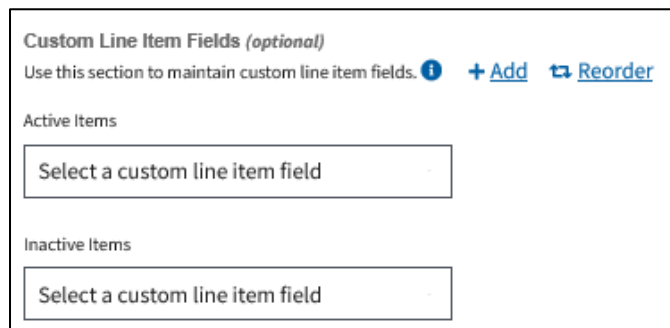 Custom Line Item Fields (optional)
Use this section to maintain custom line item fields. i + Add Reorder
Active Items
Select a custom line item field
Inactive Items
Select a custom line item field